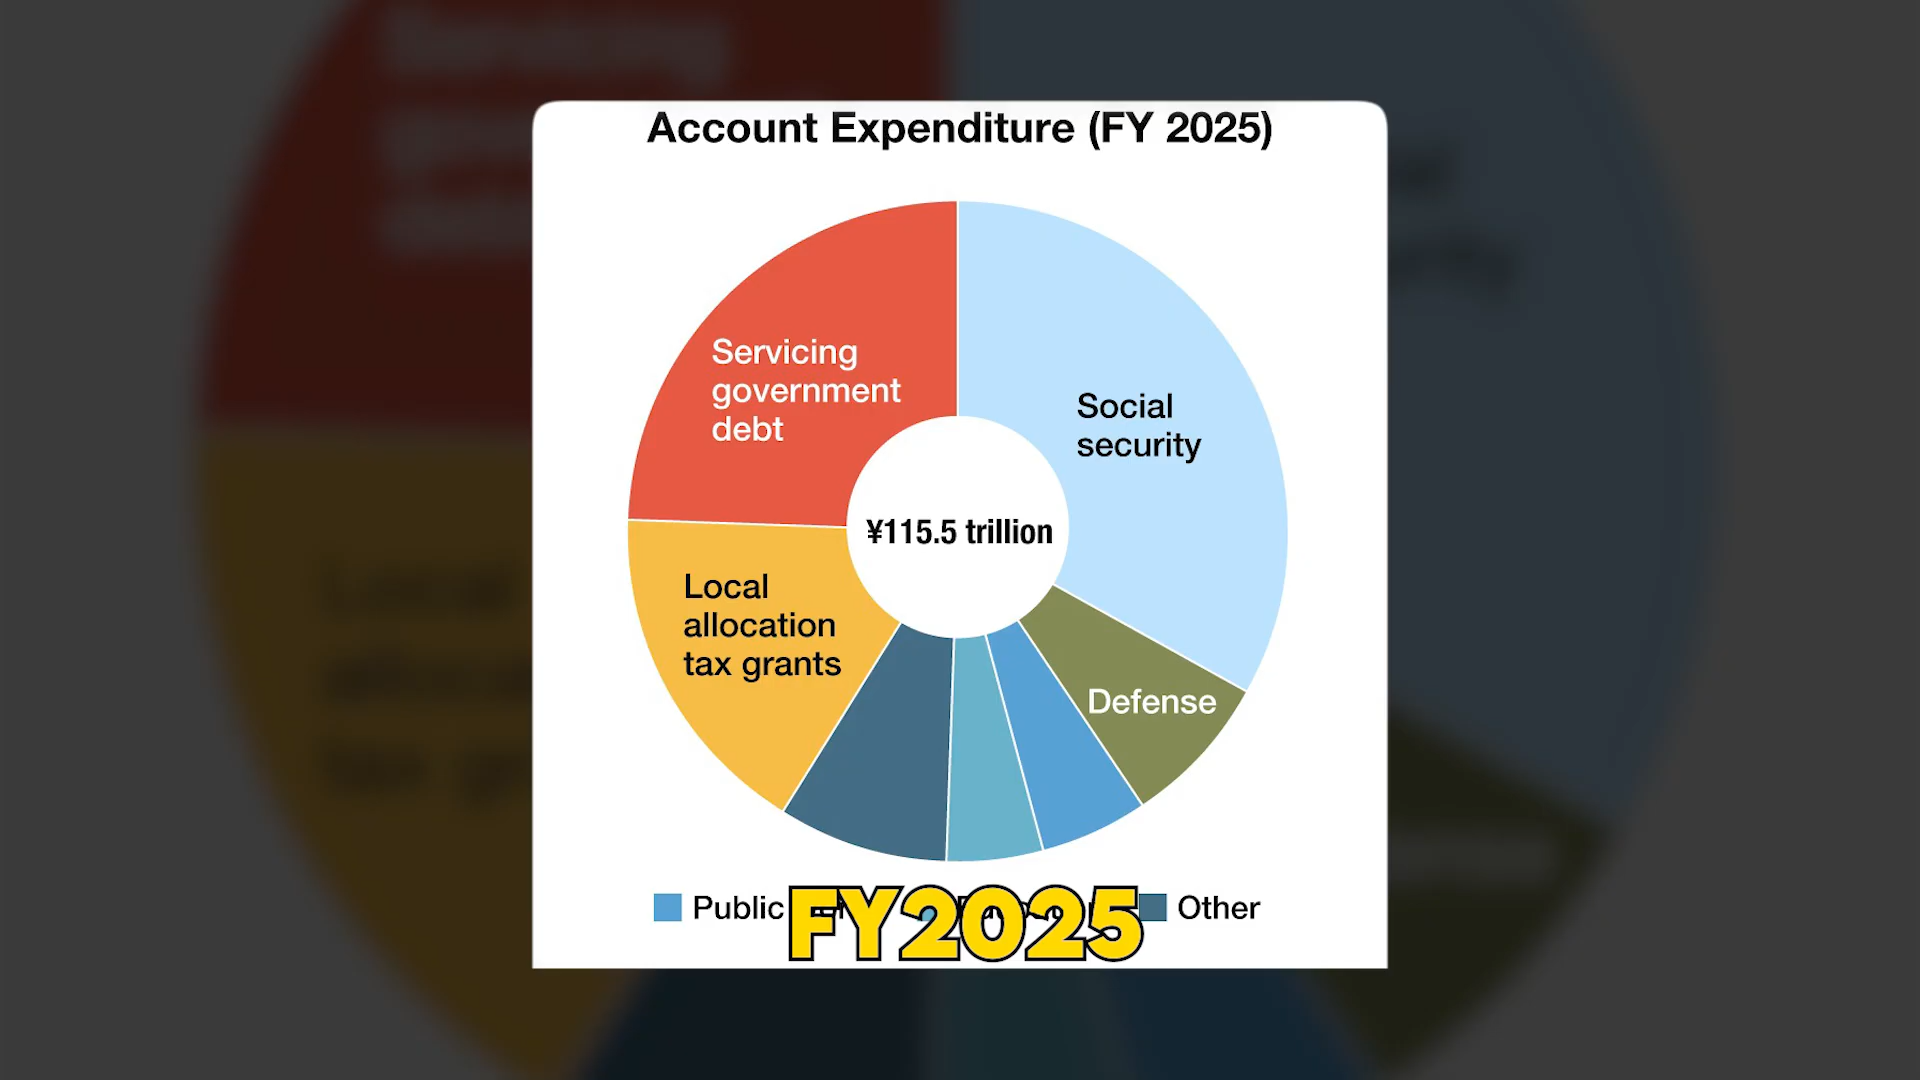 Account Expenditure (FY 2025)
Servicing
government
debt
Social
security
¥115.5 trillion
Local
allocation
tax grants
Defense
Public
Other
FY2025